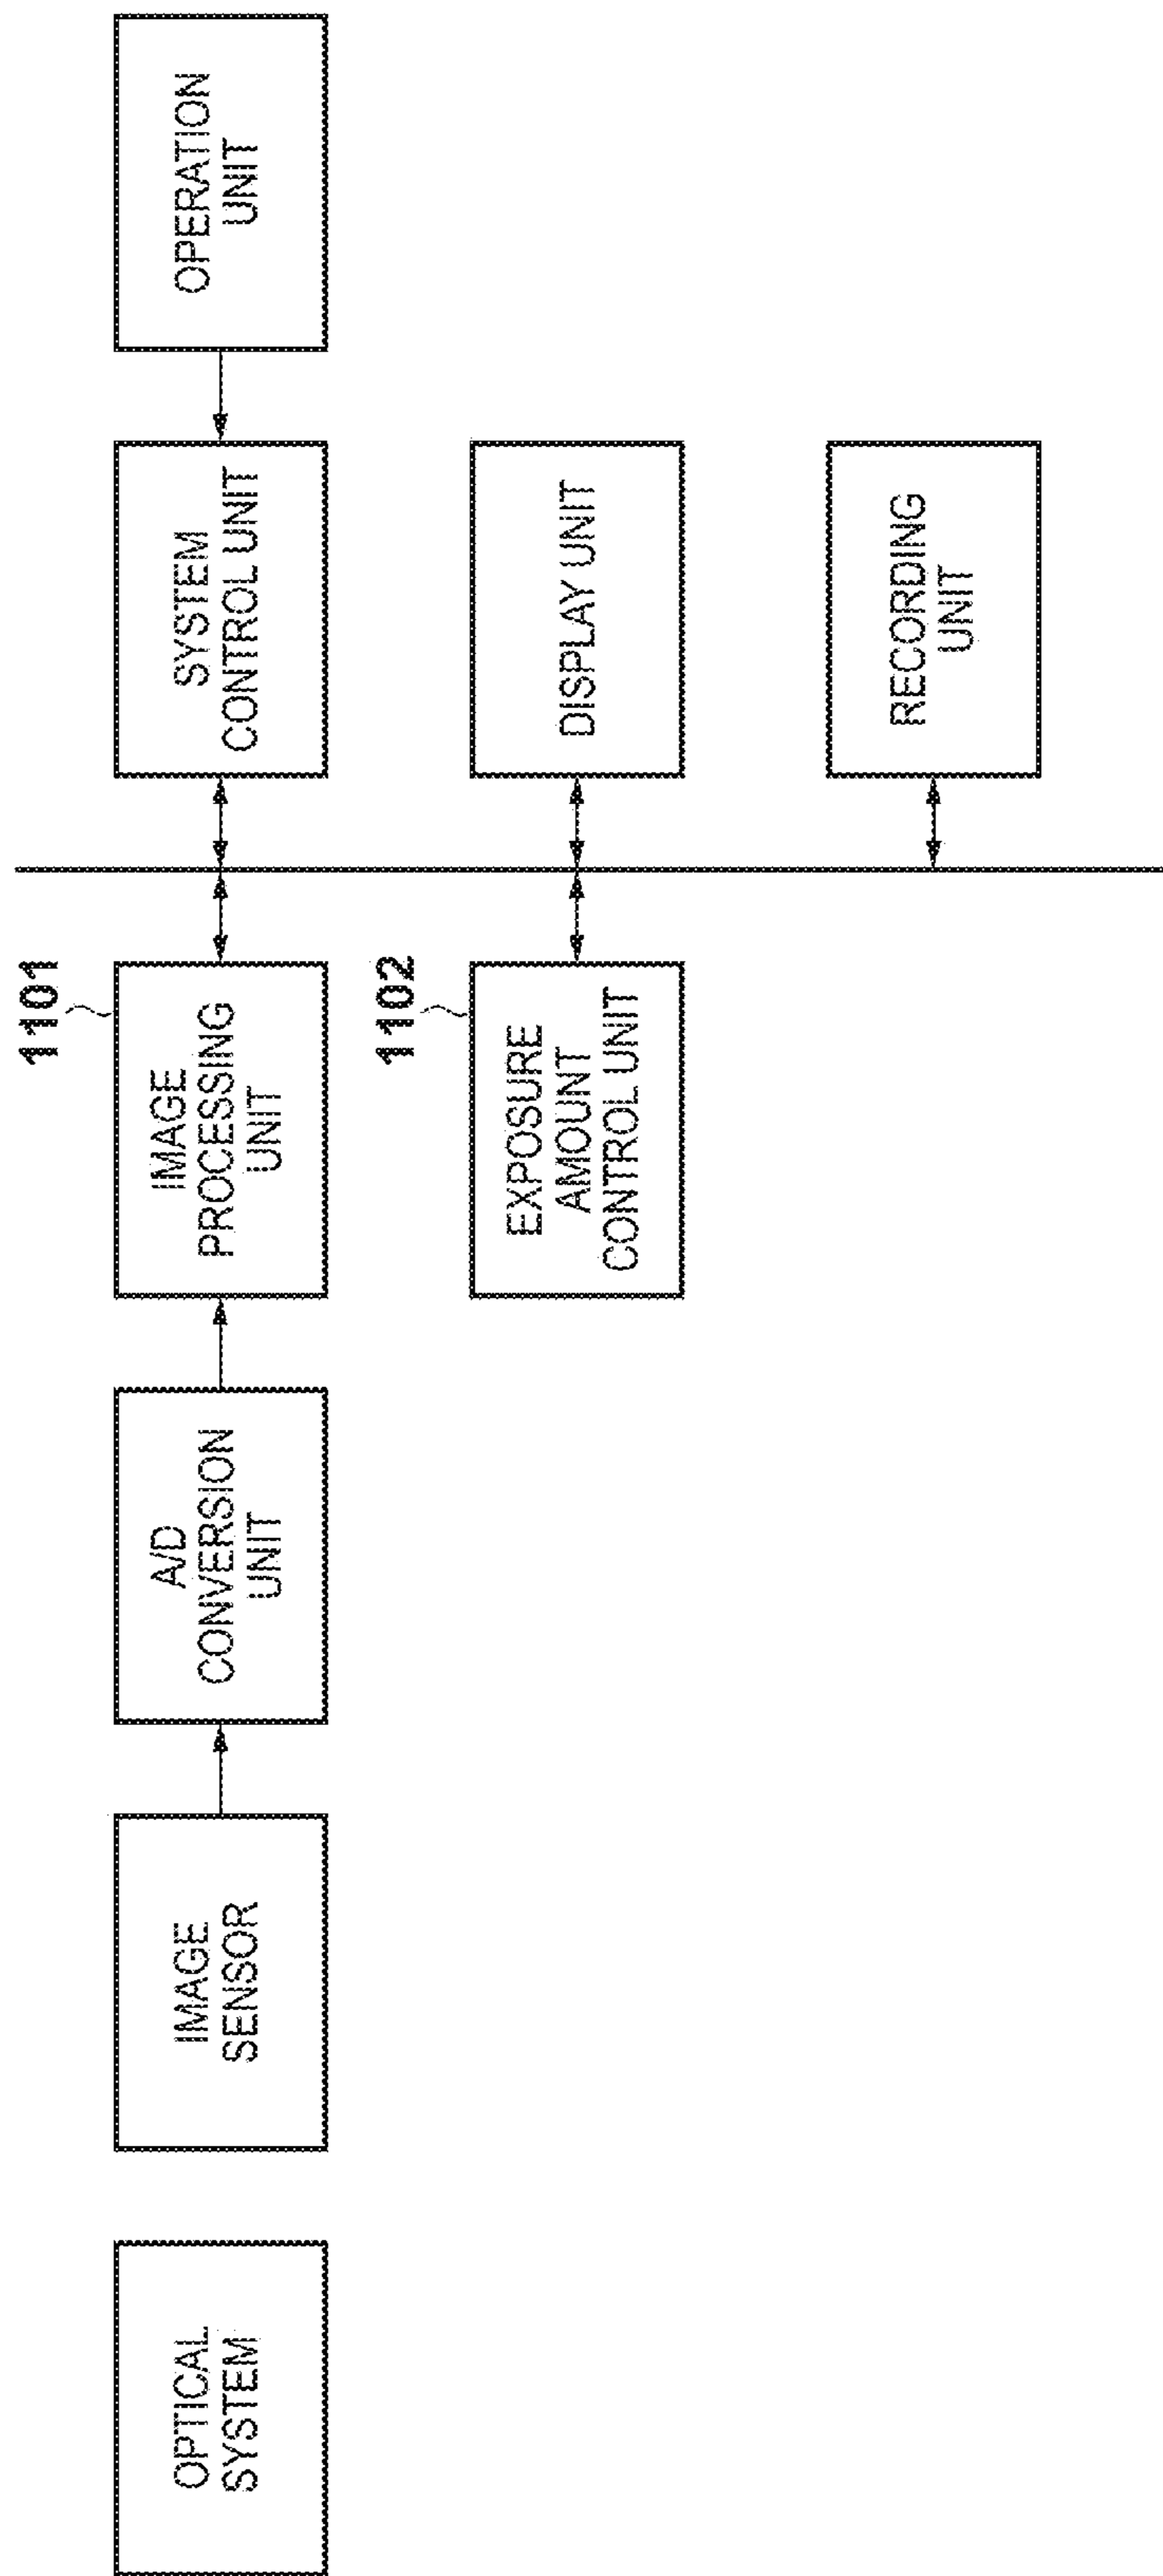 OPTICAL
SYSTEM
IMAGE
SENSOR
A/D
CONVERSION
UNIT
1101
IMAGE
PROCESSING
UNIT
SYSTEM
CONTROL UNIT
OPERATION
UNIT
1102
EXPOSURE
AMOUNT
CONTROL UNIT
DISPLAY UNIT
RECORDING
UNIT